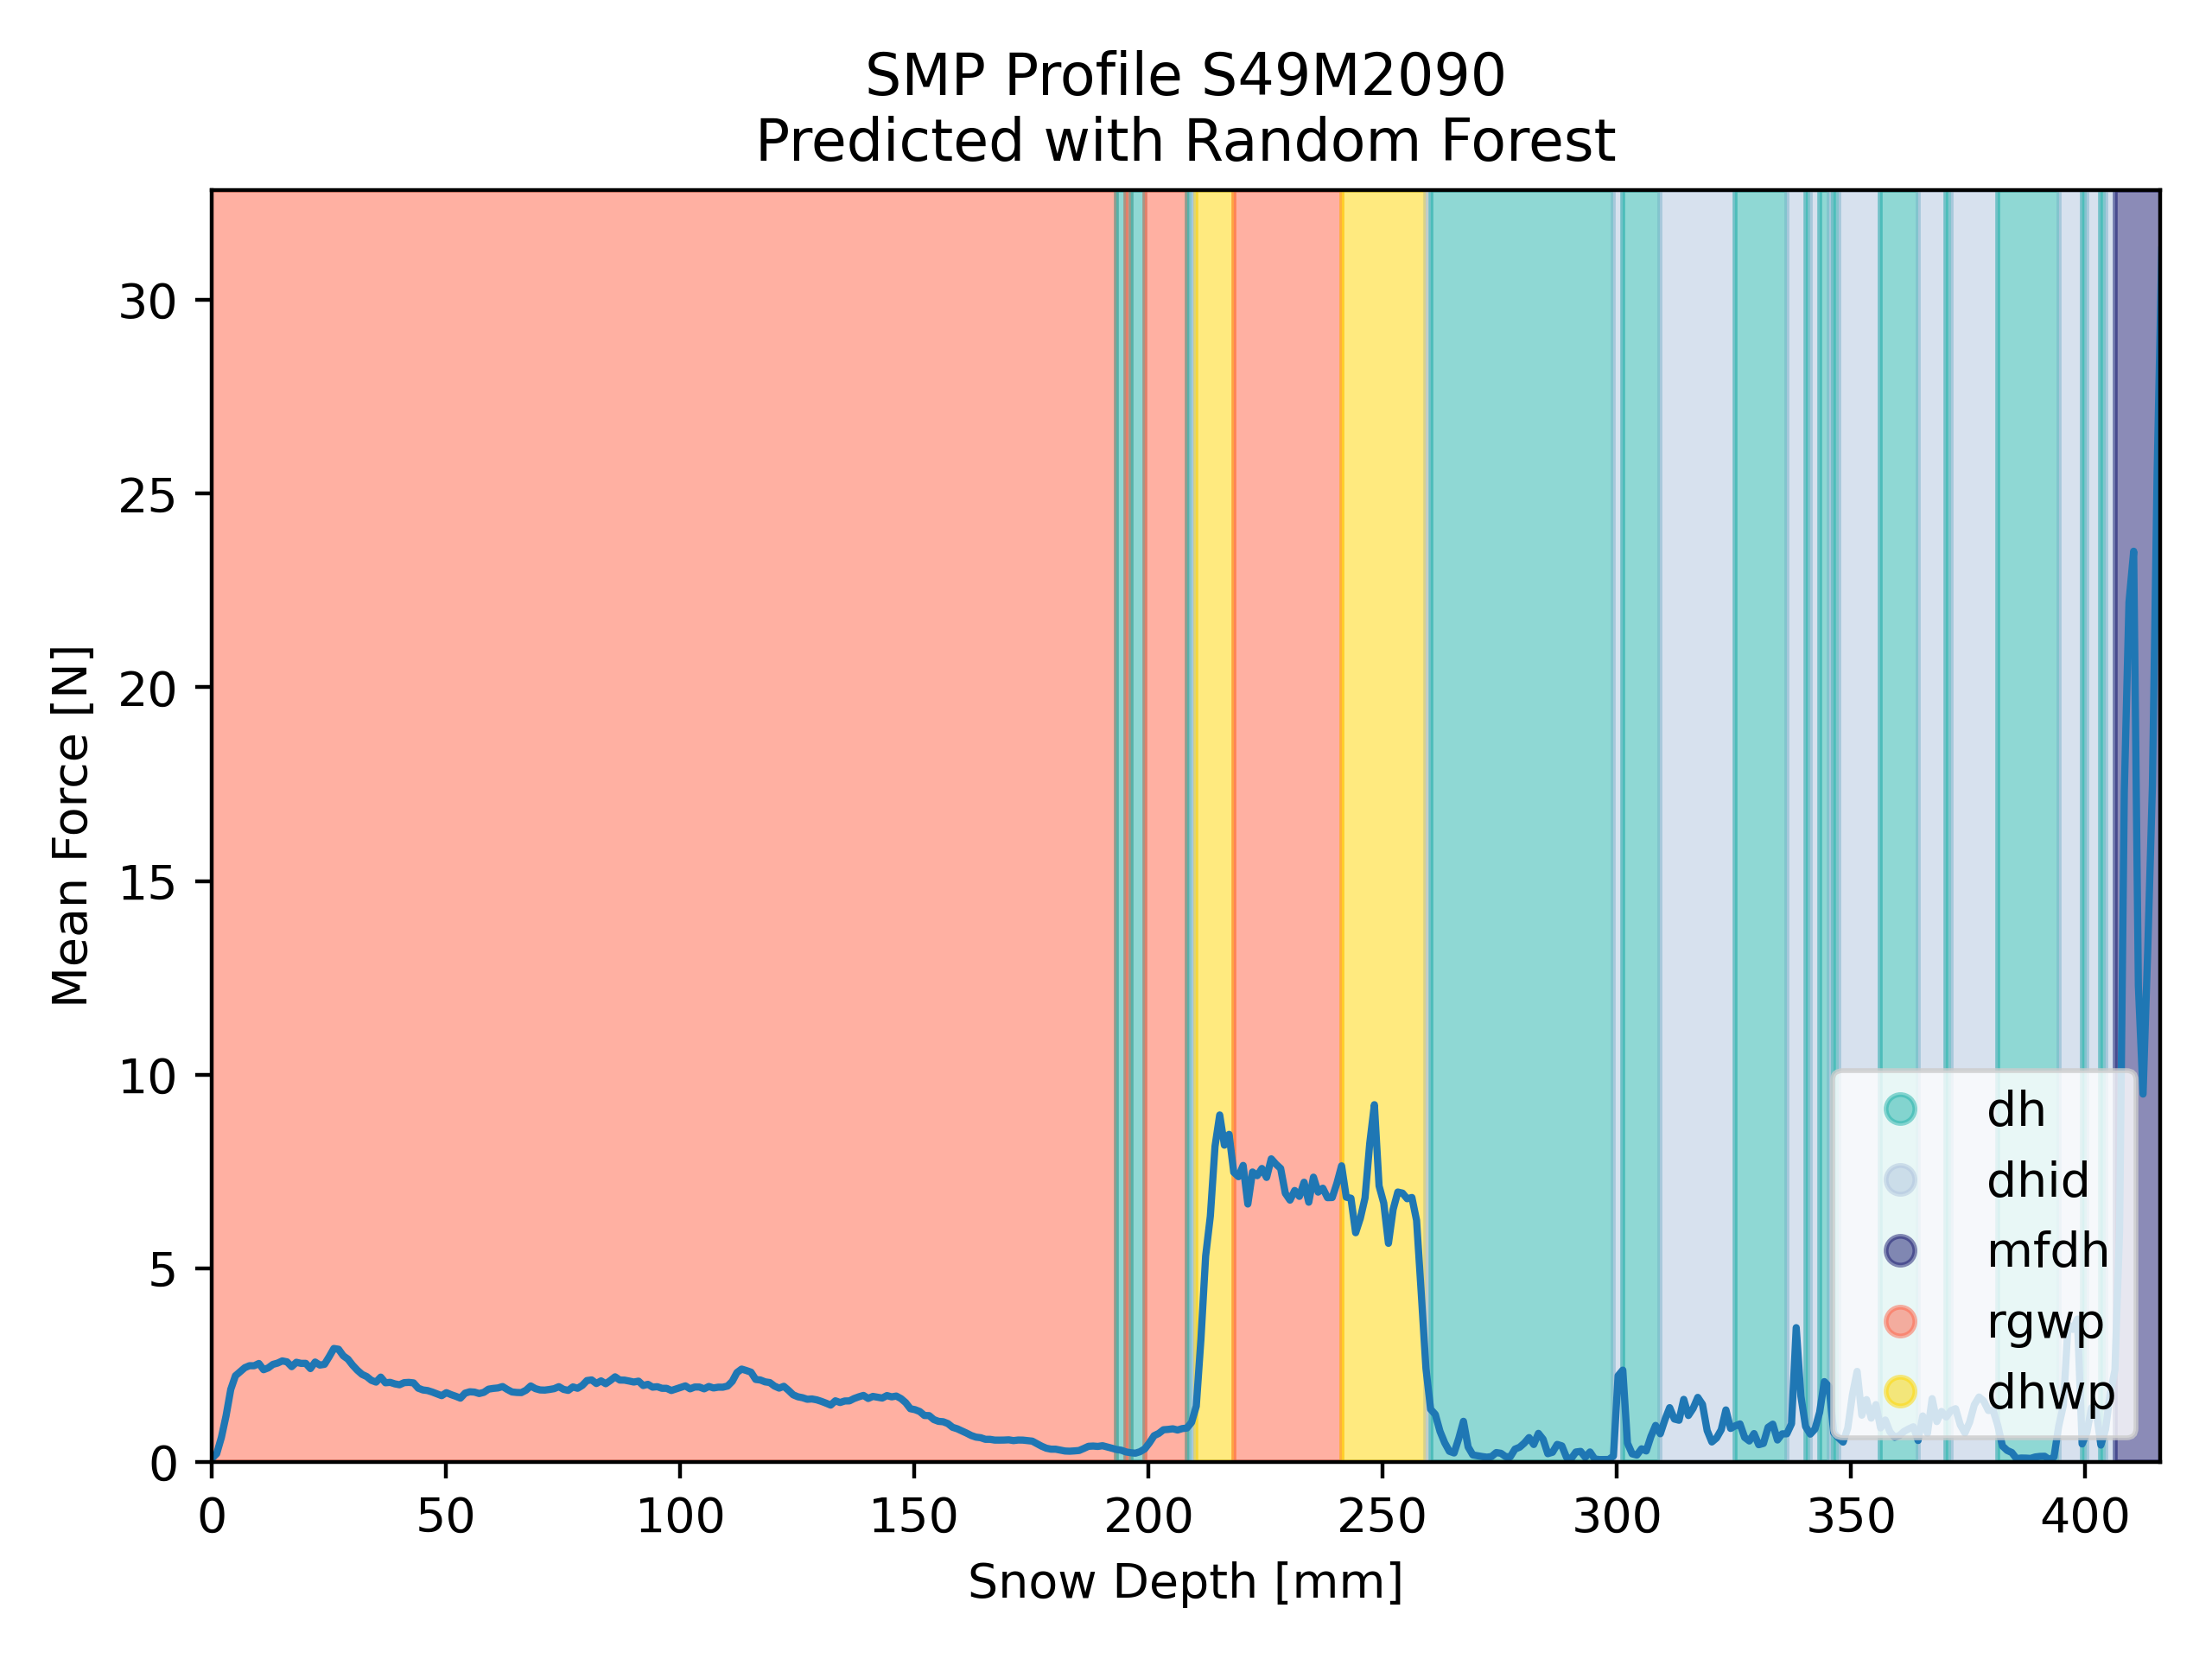 SMP Profile S49M2090
Predicted with Random Forest
Mean Force [N]
30
25
20
15
10
5
0
0 50 100 150 200 250 300 350 400
Snow Depth [mm]
dh
dhid
mfdh
rgwp
dhwp